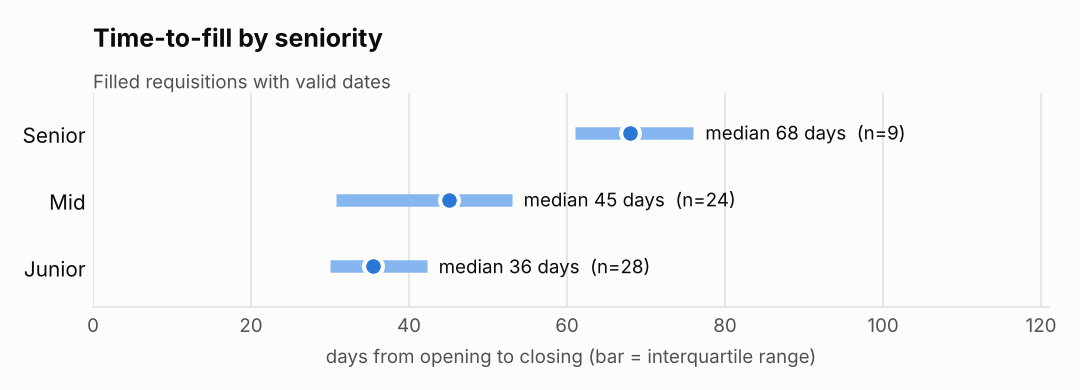 Time-to-fill by seniority
Filled requisitions with valid dates
Senior
median 68 days (n=9)
Mid
median 45 days (n=24)
Junior
median 36 days (n=28)
0 20 40 60 80 100 120
days from opening to closing (bar = interquartile range)